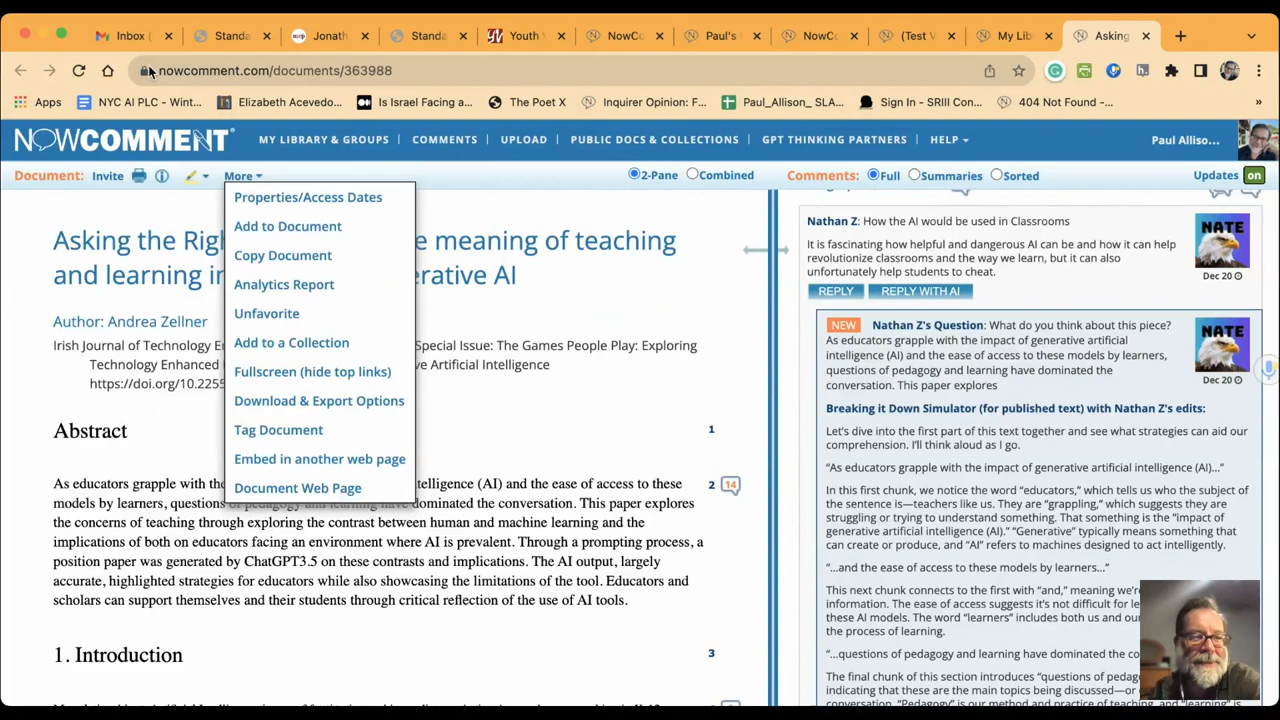 Inbox (
Standa
Jonath
Standa
Youth
NowCo
Paul's
NowCo
(Test V
My Lib
Asking
nowcomment.com/documents/363988
Apps
NYC AI PLC - Wint...
Elizabeth Acevedo...
Is Israel Facing a...
The Poet X
Inquirer Opinion: F...
Paul_Allison_ SLA...
Sign In - SRIII Con...
404 Not Found -...
»
NOWCOMMENT®
MY LIBRARY & GROUPS
COMMENTS
UPLOAD
PUBLIC DOCS & COLLECTIONS
GPT THINKING PARTNERS
HELP
Paul Alliso...
Document:
Invite
More
2-Pane
Combined
Comments:
Full
Summaries
Sorted
Updates
on
Properties/Access Dates
Add to Document
Copy Document
Analytics Report
Unfavorite
Add to a Collection
Fullscreen (hide top links)
Download & Export Options
Tag Document
Embed in another web page
Document Web Page
Asking the Rig e meaning of teaching
and learning in erative AI
Author: Andrea Zellner
Irish Journal of Technology E Special Issue: The Games People Play: Exploring
Technology Enhanced e Artificial Intelligence
https://doi.org/10.2255
Abstract
1
As educators grapple with the telligence (AI) and the ease of access to these
2
14
models by learners, questions of pedagogy and learning have dominated the conversation. This paper explores
the concerns of teaching through exploring the contrast between human and machine learning and the
implications of both on educators facing an environment where AI is prevalent. Through a prompting process, a
position paper was generated by ChatGPT3.5 on these contrasts and implications. The AI output, largely
accurate, highlighted strategies for educators while also showcasing the limitations of the tool. Educators and
scholars can support themselves and their students through critical reflection of the use of AI tools.
1. Introduction
3
Nathan Z: How the AI would be used in Classrooms
It is fascinating how helpful and dangerous AI can be and how it can help
revolutionize classrooms and the way we learn, but it can also
unfortunately help students to cheat.
NATE
Dec 20
REPLY
REPLY WITH AI
NEW
Nathan Z's Question: What do you think about this piece?
As educators grapple with the impact of generative artificial
intelligence (AI) and the ease of access to these models by learners,
questions of pedagogy and learning have dominated the
conversation. This paper explores
NATE
Dec 20
Breaking it Down Simulator (for published text) with Nathan Z's edits:
Let's dive into the first part of this text together and see what strategies can aid our
comprehension. I'll think aloud as I go.
"As educators grapple with the impact of generative artificial intelligence (AI)..."
In this first chunk, we notice the word "educators," which tells us who the subject of
the sentence is—teachers like us. They are "grappling," which suggests they are
struggling or trying to understand something. That something is the "impact of
generative artificial intelligence (AI)." "Generative" typically means something that
can create or produce, and "AI" refers to machines designed to act intelligently.
"...and the ease of access to these models by learners..."
This next chunk connects to the first with "and," meaning we're
information. The ease of access suggests it's not difficult for le
these AI models. The word "learners" includes both us and our
the process of learning.
"...questions of pedagogy and learning have dominated the co
The final chunk of this section introduces "questions of pedag
indicating that these are the main topics being discussed—or